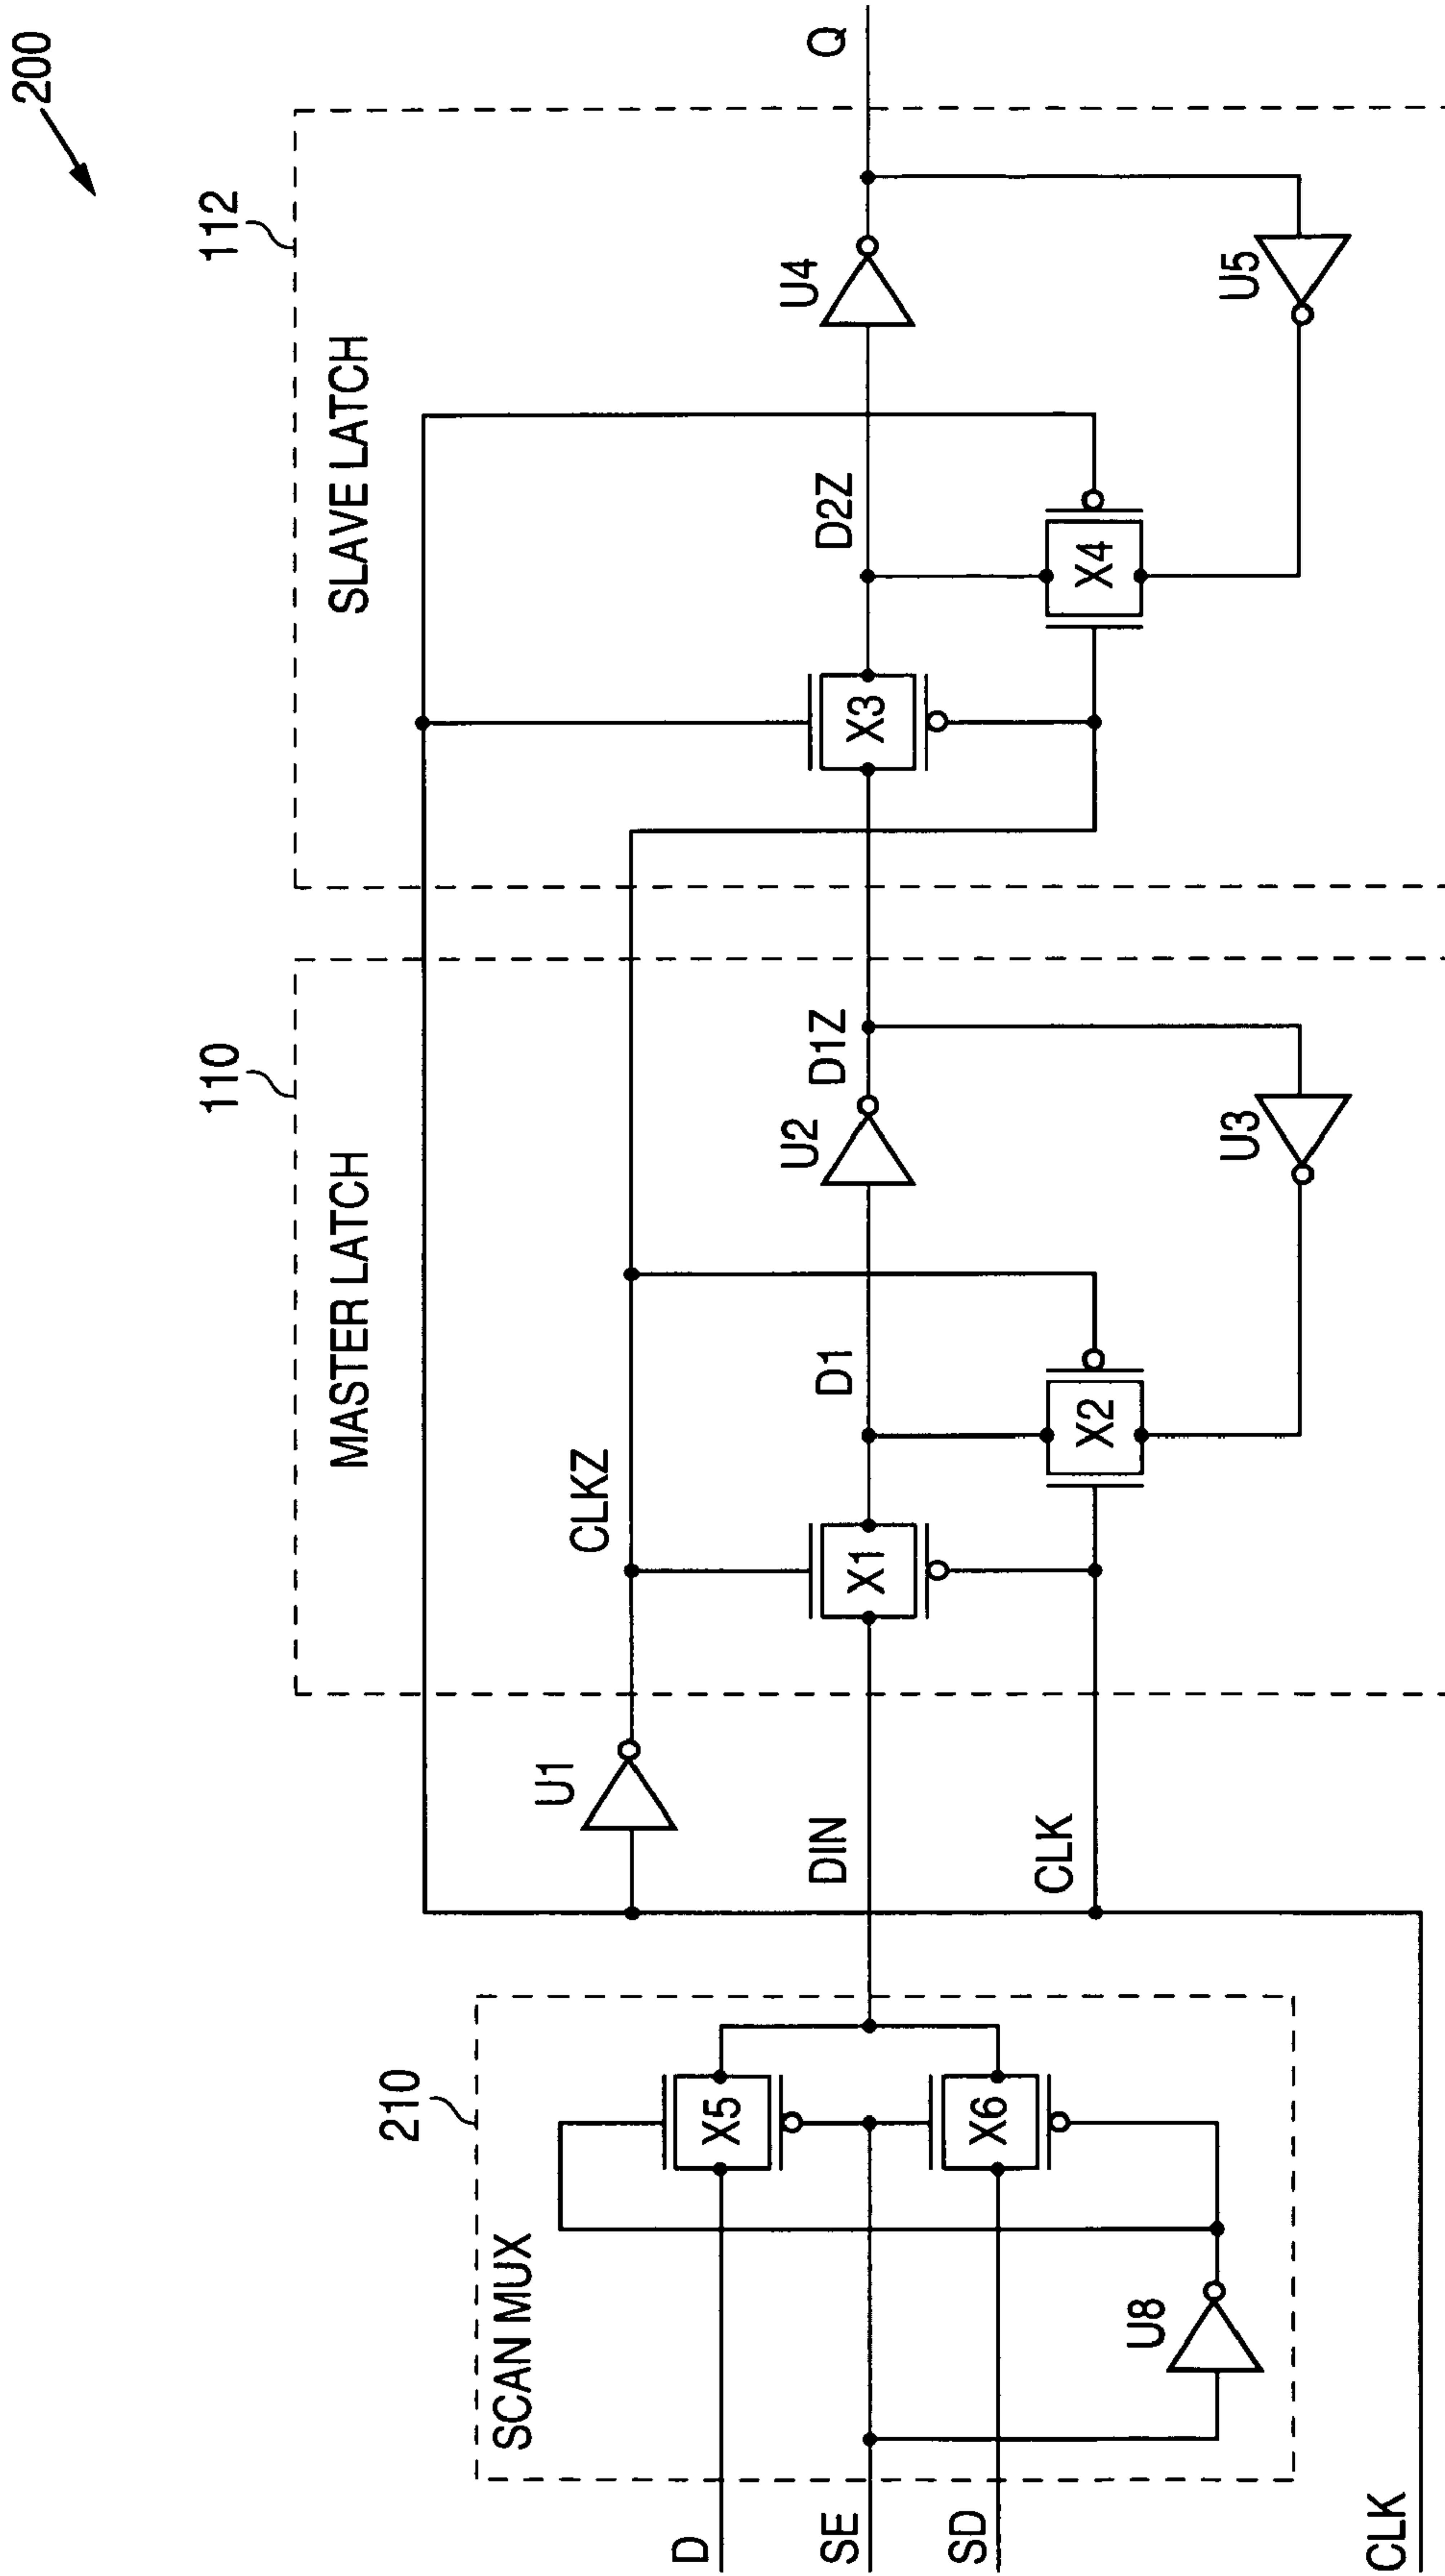 200
210
110
112
SCAN MUX
MASTER LATCH
SLAVE LATCH
D
SE
SD
CLK
X5
X6
U8
U1
DIN
CLK
CLKZ
X1
D1
X2
U2
D1Z
U3
X3
D2Z
X4
U4
U5
Q